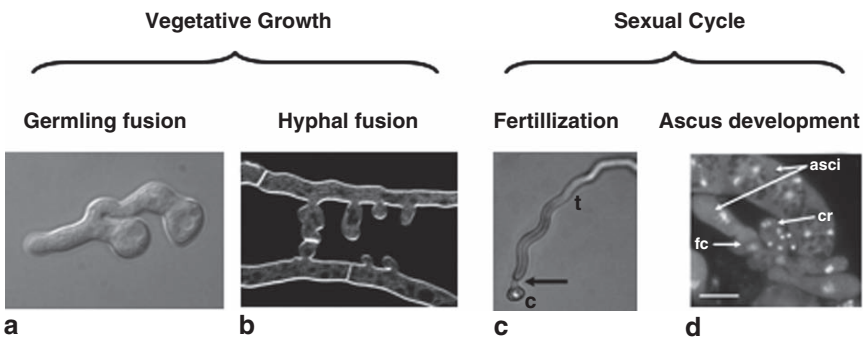 Vegetative Growth
Sexual Cycle
Germling fusion
Hyphal fusion
Fertillization
Ascus development
t
c
asci
cr
fc
a
b
c
d